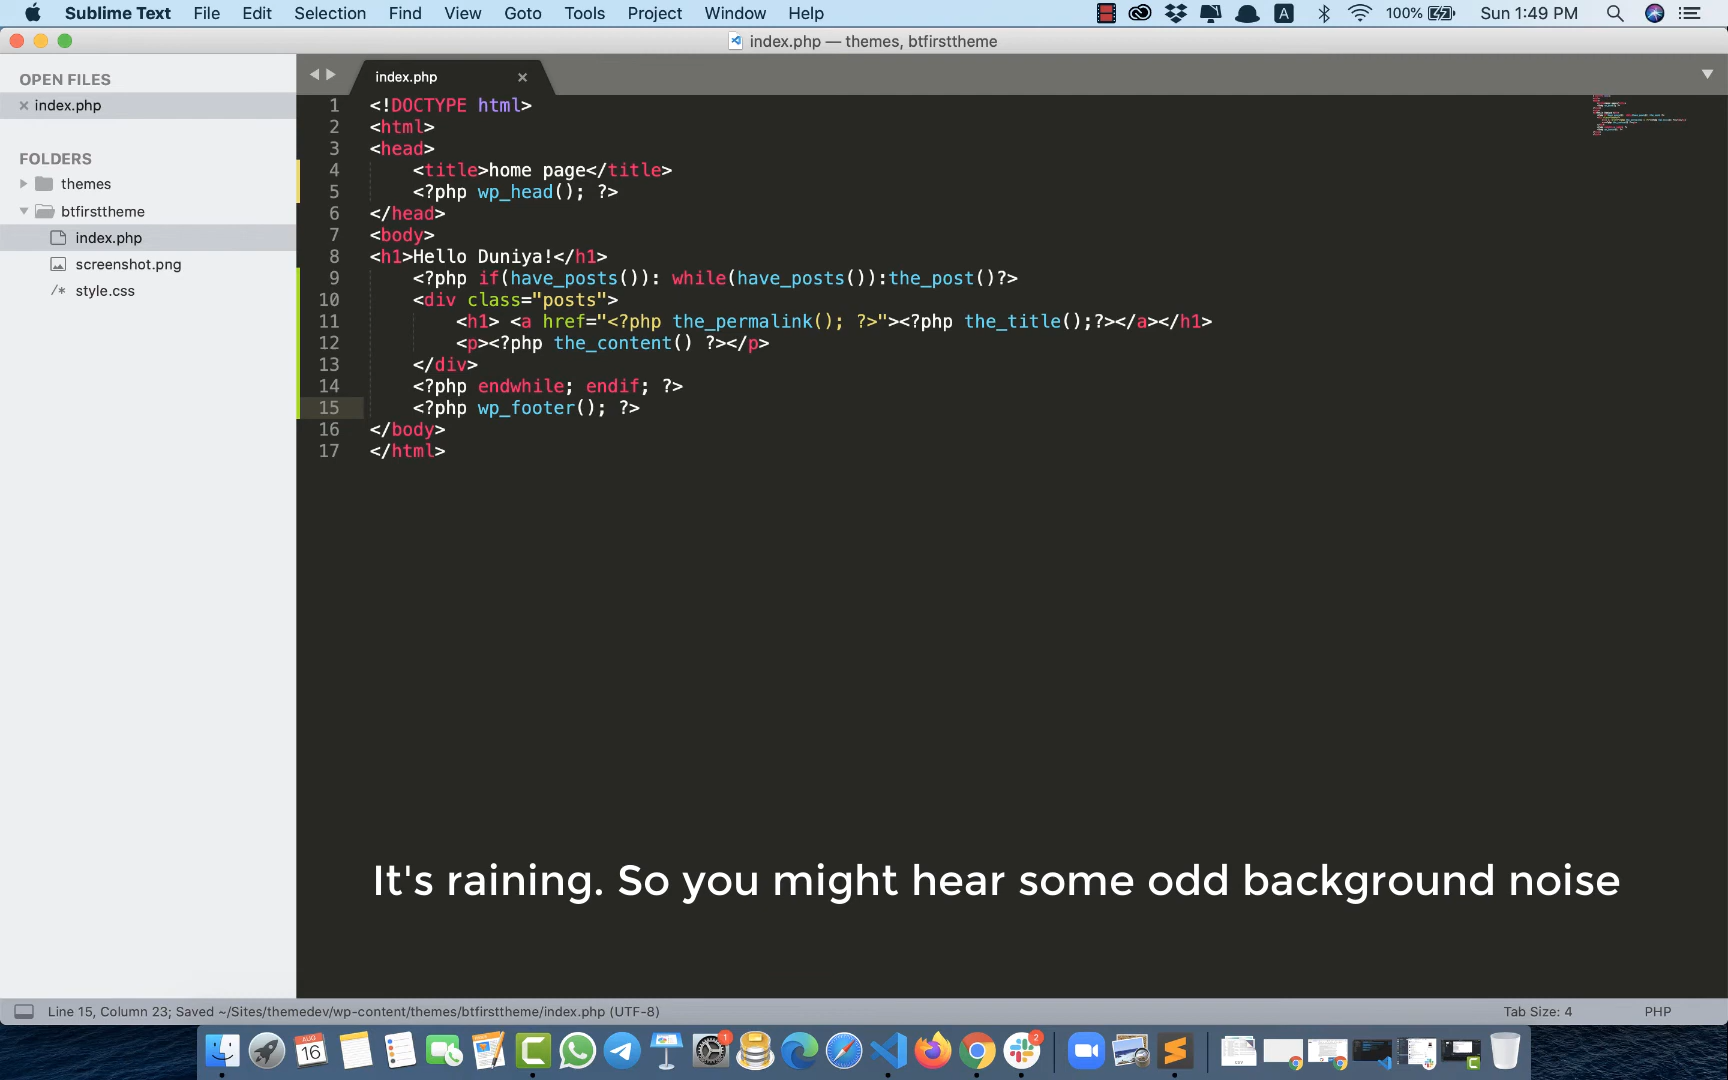 Sublime Text File Edit Selection Find View Goto Tools Project Window Help A 100% Sun 1:49 PM
index.php — themes, btfirsttheme
OPEN FILES
index.php
FOLDERS
themes
btfirsttheme
index.php
screenshot.png
/* style.css
index.php
1 <!DOCTYPE html>
2 <html>
3 <head>
4 <title>home page</title>
5 <?php wp_head(); ?>
6 </head>
7 <body>
8 <h1>Hello Duniya!</h1>
9 <?php if(have_posts()): while(have_posts()):the_post()?>
10 <div class="posts">
11 <h1> <a href="<?php the_permalink(); ?>"><?php the_title();?></a></h1>
12 <p><?php the_content() ?></p>
13 </div>
14 <?php endwhile; endif; ?>
15 <?php wp_footer(); ?>
16 </body>
17 </html>
It's raining. So you might hear some odd background noise
Line 15, Column 23; Saved ~/Sites/themedev/wp-content/themes/btfirsttheme/index.php (UTF-8) Tab Size: 4 PHP
AUG
16
1
2